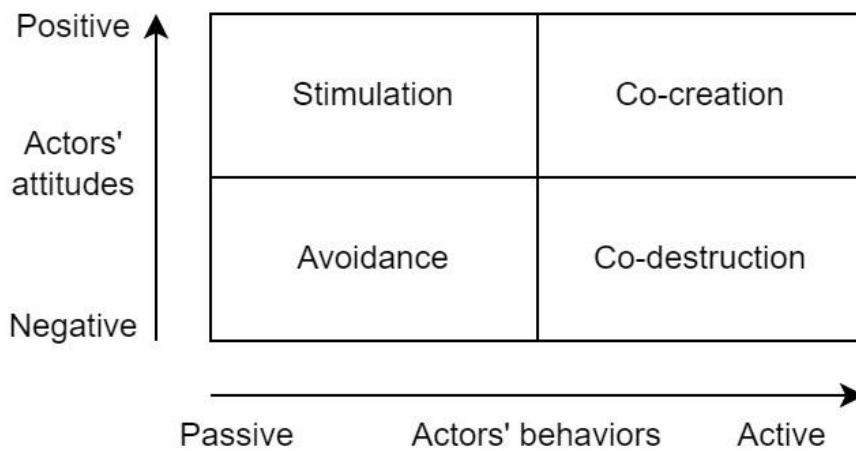 Positive
Stimulation
Co-creation
Actors'
attitudes
Avoidance
Co-destruction
Negative
Passive
Actors' behaviors
Active